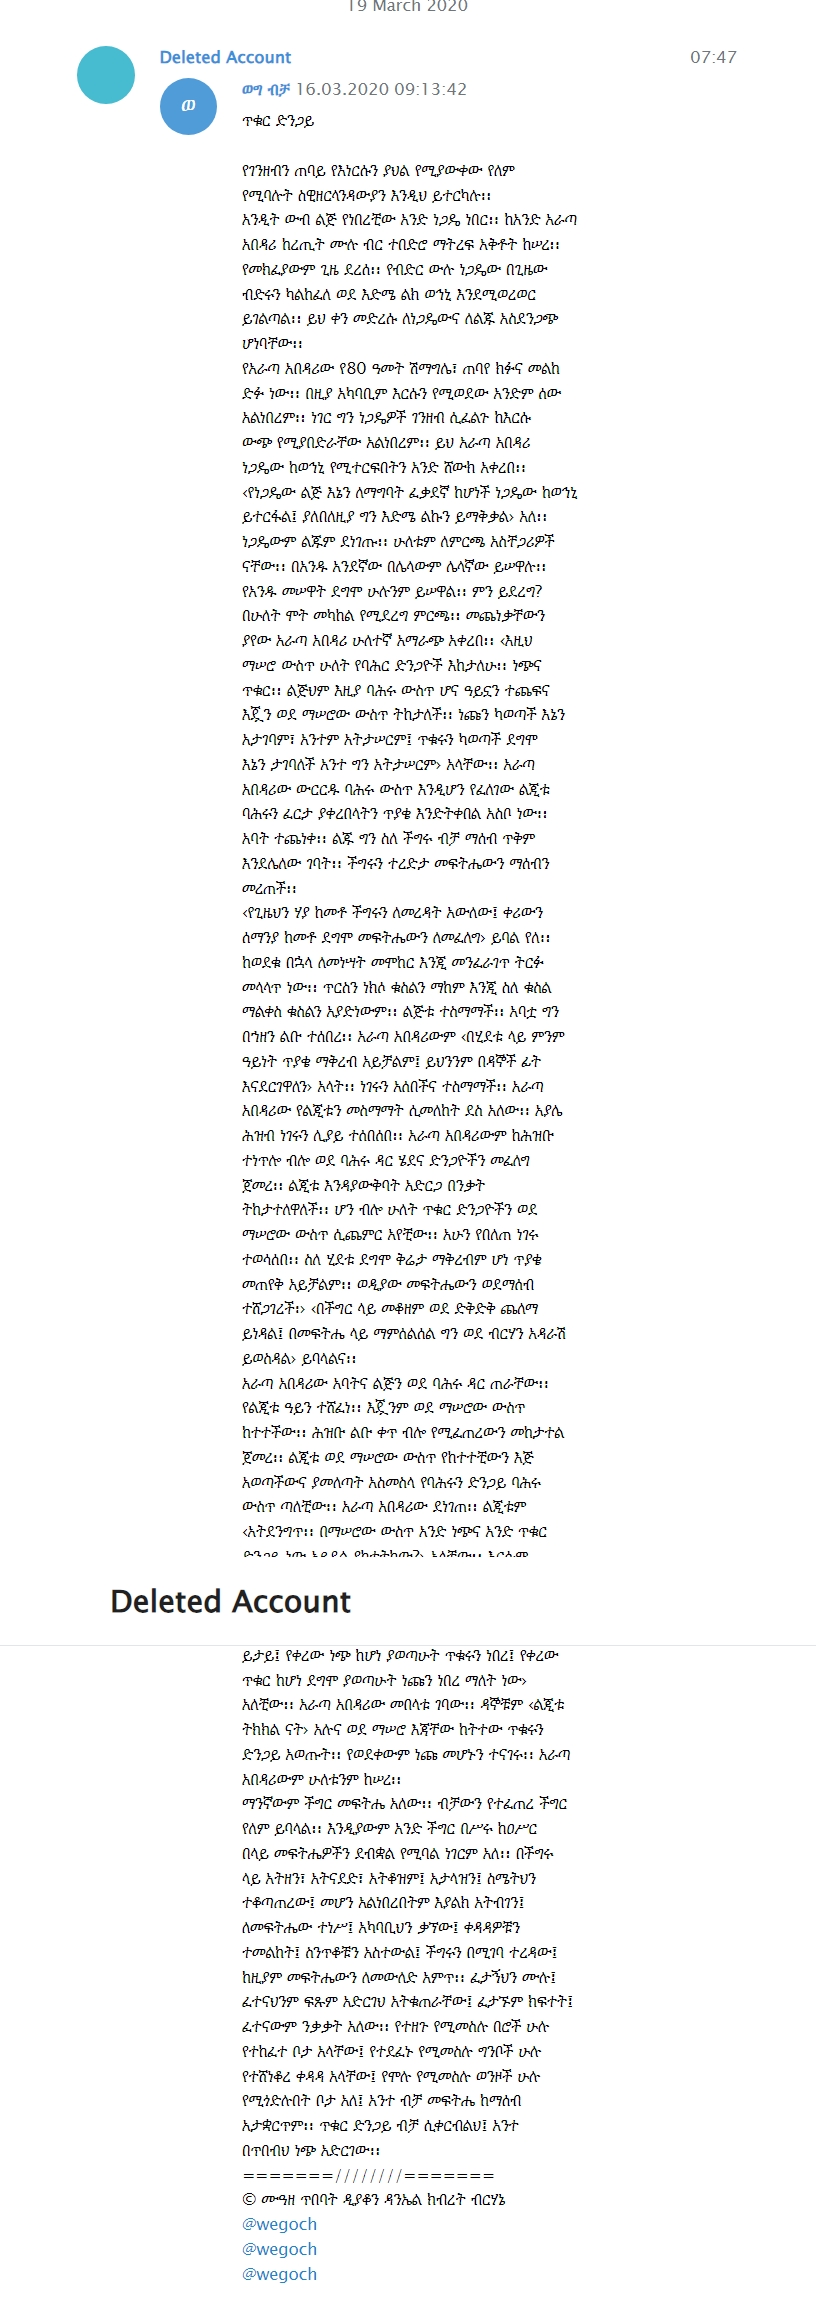 19 March 2020
Deleted Account
07:47
ወ
ወግ ብቻ 16.03.2020 09:13:42
ጥቁር ድንጋይ
የገንዘብን ጠባይ የእነርሱን ያህል የሚያውቀው የለም
የሚባሉት ስዊዘርላንዳውያን እንዲህ ይተርካሉ፡፡
አንዲት ውብ ልጅ የነበረቺው አንድ ነጋዴ ነበር፡፡ ከአንድ አራጣ
አበዳሪ ከረጢት ሙሉ ብር ተበድሮ ማትረፍ አቅቶት ከሠረ፡፡
የመክፈያውም ጊዜ ደረሰ፡፡ የብድር ውሉ ነጋዴው በጊዜው
ብድሩን ካልከፈለ ወደ እድሜ ልክ ወኅኒ እንደሚወረወር
ይገልጣል፡፡ ይህ ቀን መድረሱ ለነጋዴውና ለልጁ አስደንጋጭ
ሆነባቸው፡፡
የአራጣ አበዳሪው የ80 ዓመት ሽማግሌ፣ ጠባየ ክፉና መልከ
ድፉ ነው፡፡ በዚያ አካባቢም እርሱን የሚወደው አንድም ሰው
አልነበረም፡፡ ነገር ግን ነጋዴዎች ገንዘብ ሲፈልጉ ከእርሱ
ውጭ የሚያበድራቸው አልነበረም፡፡ ይህ አራጣ አበዳሪ
ነጋዴው ከወኅኒ የሚተርፍበትን አንድ ሸውክ አቀረበ፡፡
‹የነጋዴው ልጅ እኔን ለማግባት ፈቃደኛ ከሆነች ነጋዴው ከወኅኒ
ይተርፋል፤ ያለበለዚያ ግን እድሜ ልኩን ይማቅቃል› አለ፡፡
ነጋዴውም ልጁም ደነገጡ፡፡ ሁለቱም ለምርጫ አስቸጋሪዎች
ናቸው፡፡ በአንዱ አንደኛው በሌላውም ሌላኛው ይሠዋሉ፡፡
የአንዱ መሠዋት ደግሞ ሁሉንም ይሠዋል፡፡ ምን ይደረግ?
በሁለት ሞት መካከል የሚደረግ ምርጫ፡፡ መጨነቃቸውን
ያየው አራጣ አበዳሪ ሁለተኛ አማራጭ አቀረበ፡፡ ‹እዚህ
ማሠሮ ውስጥ ሁለት የባሕር ድንጋዮች እከታለሁ፡፡ ነጭና
ጥቁር፡፡ ልጅህም እዚያ ባሕሩ ውስጥ ሆና ዓይኗን ተጨፍና
እጇን ወደ ማሠሮው ውስጥ ትከታለች፡፡ ነጩን ካወጣች እኔን
አታገባም፣ አንተም አትታሠርም፤ ጥቁሩን ካወጣች ደግሞ
እኔን ታገባለች አንተ ግን አትታሠርም› አላቸው፡፡ አራጣ
አበዳሪው ውርርዱ ባሕሩ ውስጥ እንዲሆን የፈለገው ልጂቱ
ባሕሩን ፈርታ ያቀረበላትን ጥያቄ እንድትቀበል አስቦ ነው፡፡
አባት ተጨነቀ፡፡ ልጁ ግን ስለ ችግሩ ብቻ ማሰብ ጥቅም
እንደሌለው ገባት፡፡ ችግሩን ተረድታ መፍትሔውን ማሰብን
መረጠች፡፡
‹የጊዜህን ሃያ ከመቶ ችግሩን ለመረዳት አውለው፤ ቀሪውን
ሰማንያ ከመቶ ደግሞ መፍትሔውን ለመፈለግ› ይባል የለ፡፡
ከወደቁ በኋላ ለመነሣት መሞከር እንጂ መንፈራገጥ ትርፉ
መላላጥ ነው፡፡ ጥርስን ነክሶ ቁስልን ማከም እንጂ ስለ ቁስል
ማልቀስ ቁስልን አያድነውም፡፡ ልጅቱ ተስማማች፡፡ አባቷ ግን
በኀዘን ልቡ ተሰበረ፡፡ አራጣ አበዳሪውም ‹በሂደቱ ላይ ምንም
ዓይነት ጥያቄ ማቅረብ አይቻልም፤ ይህንንም በዳኞች ፊት
እናደርገዋለን› አላት፡፡ ነገሩን አሰበችና ተስማማች፡፡ አራጣ
አበዳሪው የልጂቱን መስማማት ሲመለከት ደስ አለው፡፡ አያሌ
ሕዝብ ነገሩን ሊያይ ተሰበሰበ፡፡ አራጣ አበዳሪውም ከሕዝቡ
ተነጥሎ ብሎ ወደ ባሕሩ ዳር ሄደና ድንጋዮችን መፈለግ
ጀመረ፡፡ ልጂቱ እንዳያውቅባት አድርጋ በንቃት
ትከታተለዋለች፡፡ ሆን ብሎ ሁለት ጥቁር ድንጋዮችን ወደ
ማሠሮው ውስጥ ሲጨምር አየቺው፡፡ አሁን የበለጠ ነገሩ
ተወሳሰበ፡፡ ስለ ሂደቱ ደግሞ ቅሬታ ማቅረብም ሆነ ጥያቄ
መጠየቅ አይቻልም፡፡ ወዲያው መፍትሔውን ወደማሰብ
ተሸጋገረች፡› ‹በችግር ላይ መቆዘም ወደ ድቅድቅ ጨለማ
ይነዳል፤ በመፍትሔ ላይ ማምሰልሰል ግን ወደ ብርሃን አዳራሽ
ይወስዳል› ይባላልና፡፡
አራጣ አበዳሪው አባትና ልጅን ወደ ባሕሩ ዳር ጠራቸው፡፡
የልጂቱ ዓይን ተሸፈነ፡፡ እጇንም ወደ ማሠሮው ውስጥ
ከተተችው፡፡ ሕዝቡ ልቡ ቀጥ ብሎ የሚፈጠረውን መከታተል
ጀመረ፡፡ ልጂቱ ወደ ማሠሮው ውስጥ የከተተቺውን እጅ
አወጣችውና ያመለጣት አስመስላ የባሕሩን ድንጋይ ባሕሩ
ውስጥ ጣለቺው፡፡ አራጣ አበዳሪው ደነገጠ፡፡ ልጂቱም
‹አትደንግጥ፡፡ በማሠሮው ውስጥ አንድ ነጭና አንድ ጥቁር
Deleted Account
ይታይ፤ የቀረው ነጭ ከሆነ ያወጣሁት ጥቁሩን ነበረ፤ የቀረው
ጥቁር ከሆነ ደግሞ ያወጣሁት ነጩን ነበረ ማለት ነው›
አለቺው፡፡ አራጣ አበዳሪው መበላቱ ገባው፡፡ ዳኞቹም ‹ልጂቱ
ትክክል ናት› አሉና ወደ ማሠሮ እጃቸው ከትተው ጥቁሩን
ድንጋይ አወጡት፡፡ የወደቀውም ነጩ መሆኑን ተናገሩ፡፡ አራጣ
አበዳሪውም ሁለቱንም ከሠረ፡፡
ማንኛውም ችግር መፍትሔ አለው፡፡ ብቻውን የተፈጠረ ችግር
የለም ይባላል፡፡ እንዲያውም አንድ ችግር በሥሩ ከዐሥር
በላይ መፍትሔዎችን ደብቋል የሚባል ነገርም አለ፡፡ በችግሩ
ላይ አትዘን፣ አትናደድ፣ አትቆዝም፤ አታላዝን፤ ስሜትህን
ተቆጣጠረው፤ መሆን አልነበረበትም እያልክ አትብገን፤
ለመፍትሔው ተነሥ፤ አካባቢህን ቃኘው፤ ቀዳዳዎቹን
ተመልከት፤ ስንጥቆቹን አስተውል፤ ችግሩን በሚገባ ተረዳው፤
ከዚያም መፍትሔውን ለመውለድ አምጥ፡፡ ፈታኝህን ሙሉ፤
ፈተናህንም ፍጹም አድርገህ አትቁጠራቸው፤ ፈታኙም ክፍተት፤
ፈተናውም ንቃቃት አለው፡፡ የተዘጉ የሚመስሉ በሮች ሁሉ
የተከፈተ ቦታ አላቸው፤ የተደፈኑ የሚመስሉ ግንቦች ሁሉ
የተሸነቆረ ቀዳዳ አላቸው፤ የሞሉ የሚመስሉ ወንዞች ሁሉ
የሚጎድሉበት ቦታ አለ፤ አንተ ብቻ መፍትሔ ከማሰብ
አታቋርጥም፡፡ ጥቁር ድንጋይ ብቻ ሲቀርብልህ፤ አንተ
በጥበብህ ነጭ አድርገው፡፡
=======////////=======
© ሙዓዘ ጥበባት ዲያቆን ዳንኤል ክብረት ብርሃኔ
@wegoch
@wegoch
@wegoch